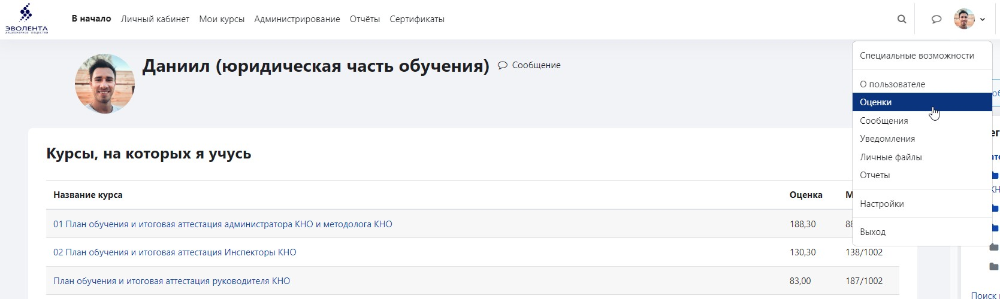 ЭВОЛЕНТА
АКЦИОНЕРНОЕ ОБЩЕСТВО
В начало Личный кабинет Мои курсы Администрирование Отчёты Сертификаты
Даниил (юридическая часть обучения) Сообщение
Специальные возможности
О пользователе
Оценки
Сообщения
Уведомления
Личные файлы
Отчеты
Настройки
Выход
Курсы, на которых я учусь
Название курса Оценка
01 План обучения и итоговая аттестация администратора КНО и методолога КНО 188,30
02 План обучения и итоговая аттестация Инспекторы КНО 130,30 138/1002
План обучения и итоговая аттестация руководителя КНО 83,00 187/1002
Поиск